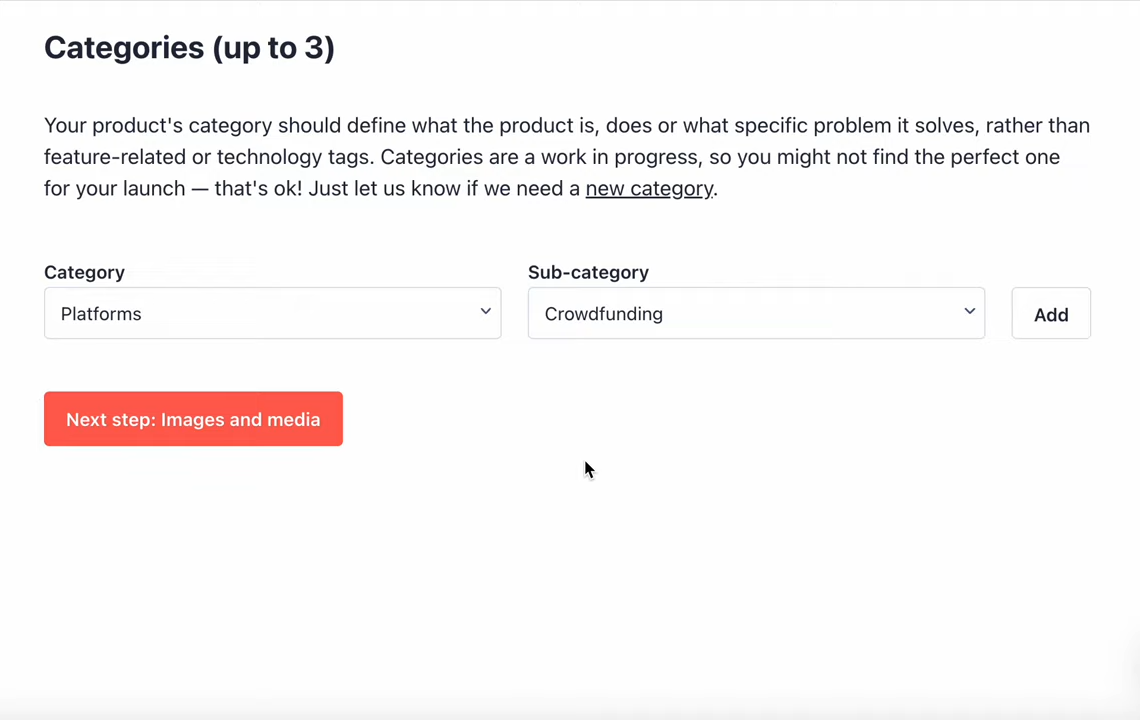 Categories (up to 3)
Your product's category should define what the product is, does or what specific problem it solves, rather than
feature-related or technology tags. Categories are a work in progress, so you might not find the perfect one
for your launch — that's ok! Just let us know if we need a new category.
Category
Sub-category
Platforms
Crowdfunding
Add
Next step: Images and media